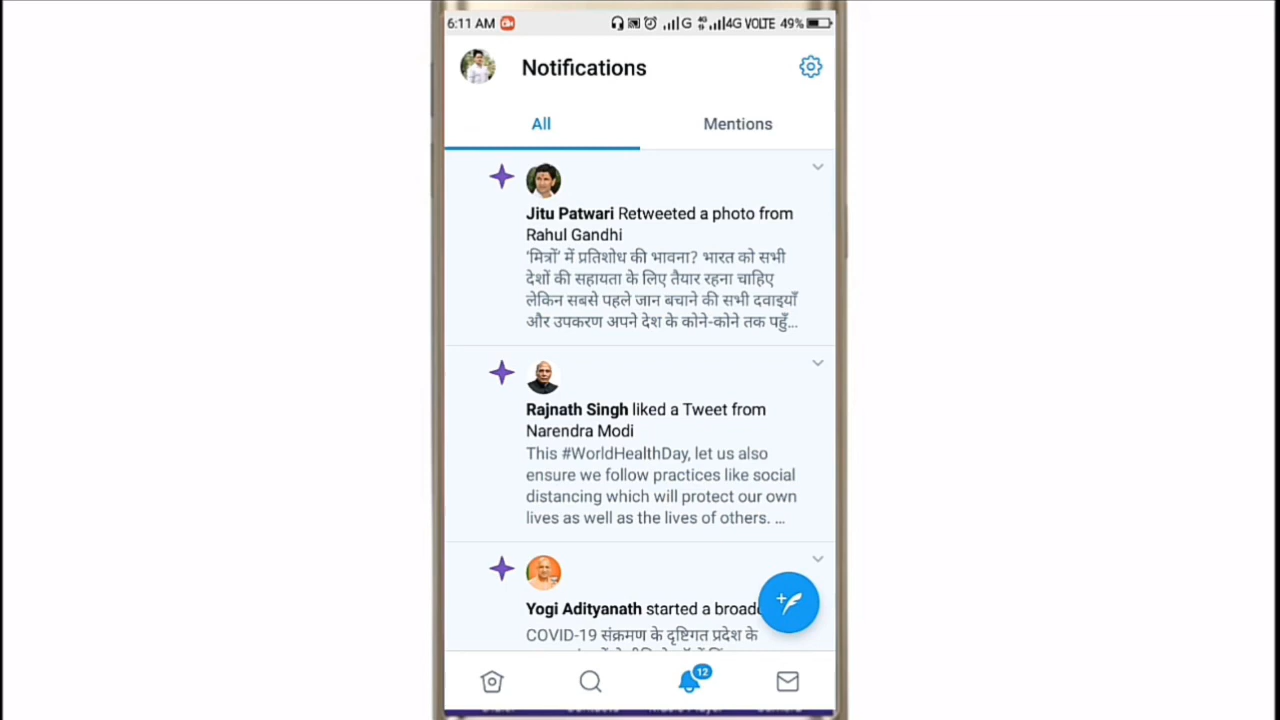 6:11 AM G 4G 4G VOLTE 49%
Notifications
All Mentions
Jitu Patwari Retweeted a photo from
Rahul Gandhi
'मित्रों' में प्रतिशोध की भावना? भारत को सभी
देशों की सहायता के लिए तैयार रहना चाहिए
लेकिन सबसे पहले जान बचाने की सभी दवाइयाँ
और उपकरण अपने देश के कोने-कोने तक पहुँ...
Rajnath Singh liked a Tweet from
Narendra Modi
This #WorldHealthDay, let us also
ensure we follow practices like social
distancing which will protect our own
lives as well as the lives of others. ...
Yogi Adityanath started a broad
COVID-19 संक्रमण के दृष्टिगत प्रदेश के
12